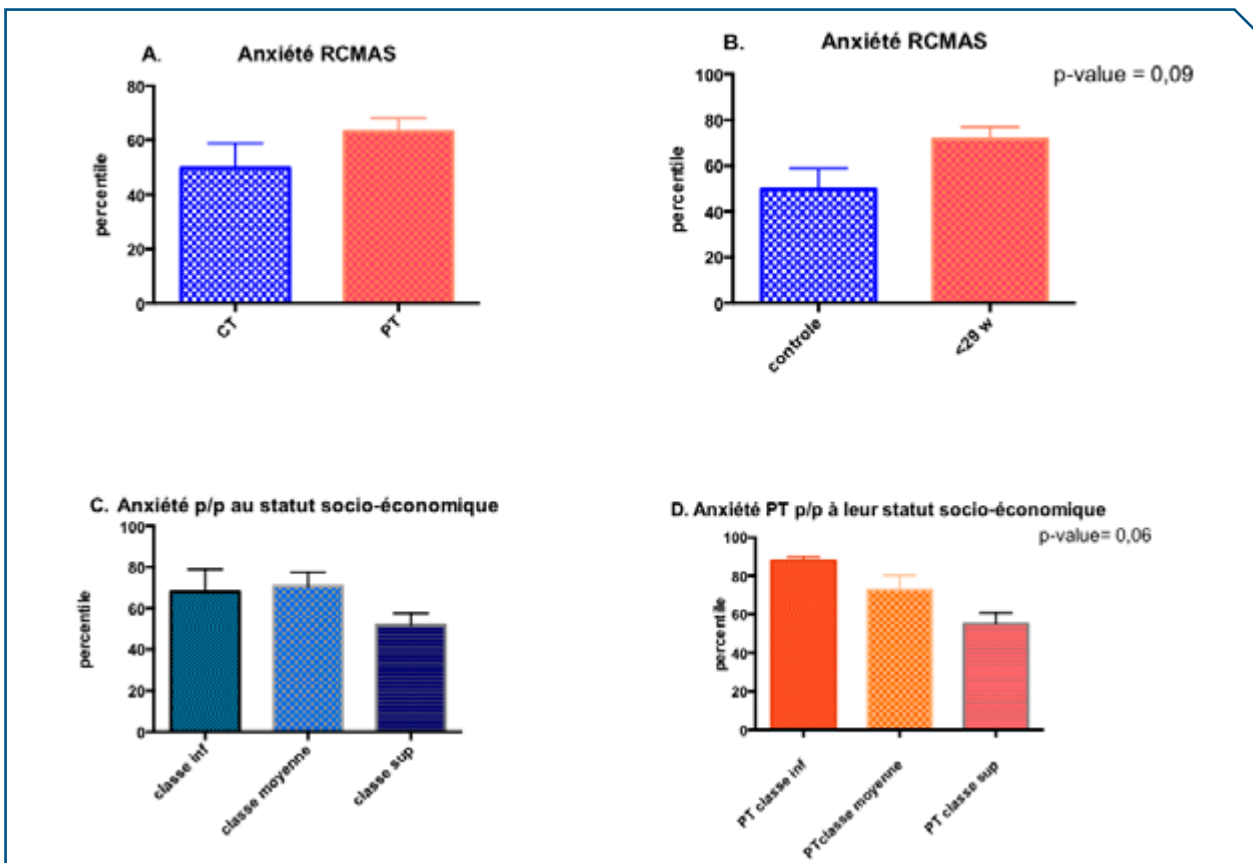 A. Anxiété RCMAS
80
60
40
20
0
percentile
CT
PT
B. Anxiété RCMAS
p-value = 0,09
100
80
60
40
20
0
percentile
controle
<29 w
C. Anxiété p/p au statut socio-économique
100
80
60
40
20
0
percentile
classe inf
classe moyenne
classe sup
D. Anxiété PT p/p à leur statut socio-économique
p-value= 0,06
100
80
60
40
20
0
percentile
PT classe inf
PTclasse moyenne
PT classe sup